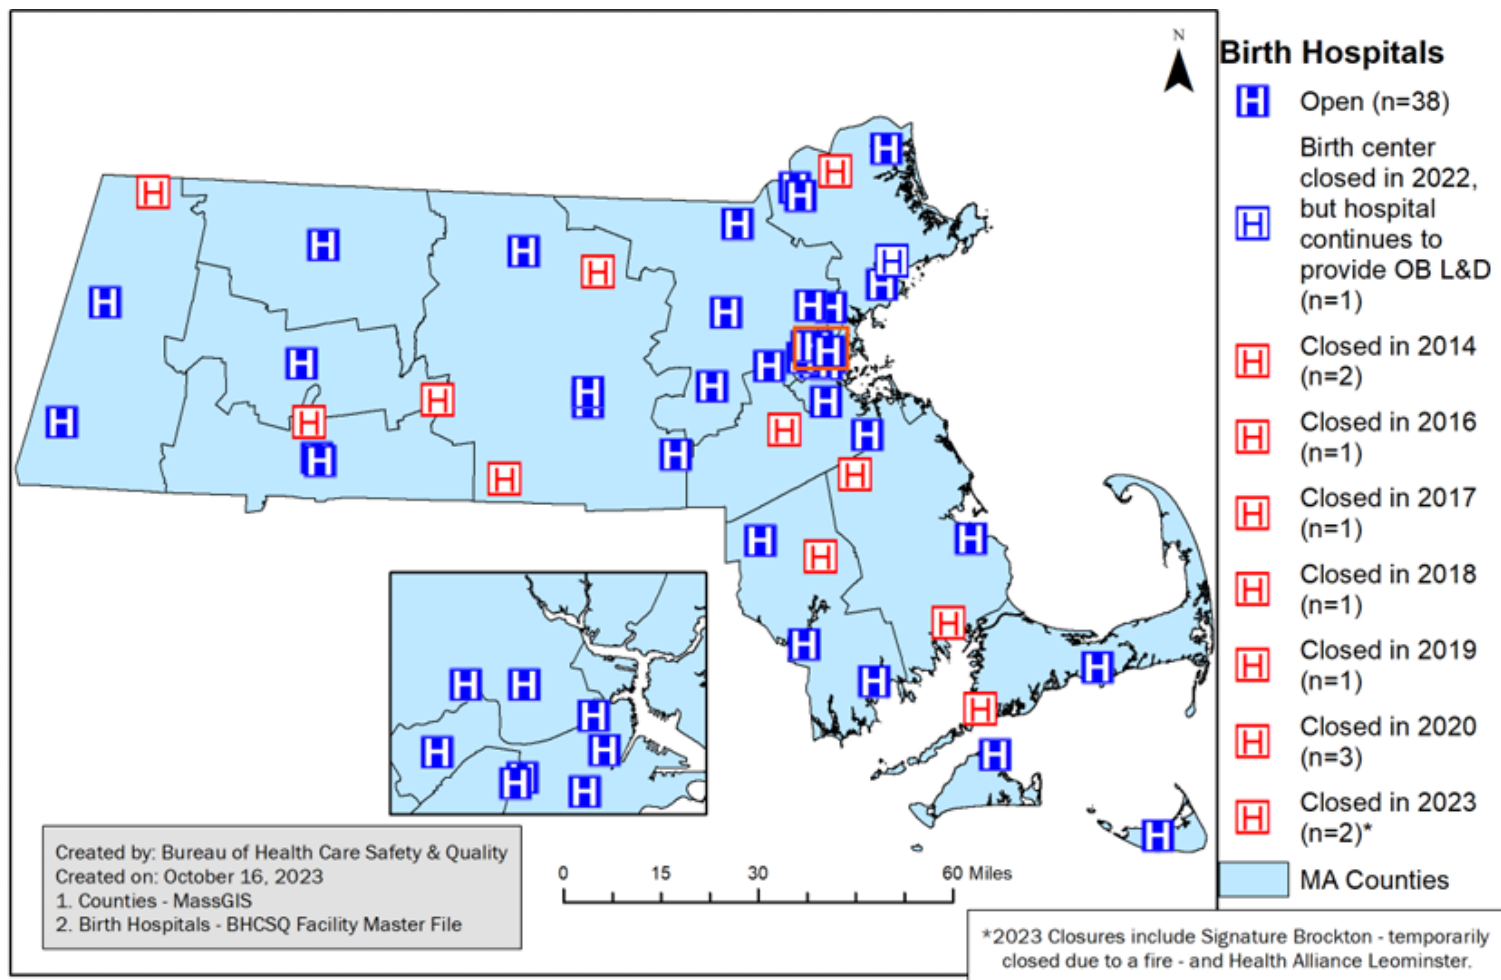 N
Birth Hospitals
Open (n=38)
Birth center
closed in 2022,
but hospital
continues to
provide OB L&D
(n=1)
Closed in 2014
(n=2)
Closed in 2016
(n=1)
Closed in 2017
(n=1)
Closed in 2018
(n=1)
Closed in 2019
(n=1)
Closed in 2020
(n=3)
Closed in 2023
(n=2)*
MA Counties
Created by: Bureau of Health Care Safety & Quality
Created on: October 16, 2023
1. Counties - MassGIS
2. Birth Hospitals - BHCSQ Facility Master File
0 15 30 60 Miles
*2023 Closures include Signature Brockton - temporarily
closed due to a fire - and Health Alliance Leominster.